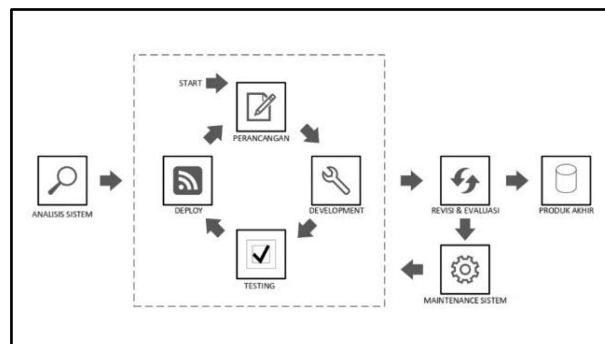 START
PERANCANGAN
ANALISIS SISTEM
DEPLOY
DEVELOPMENT
REVISI & EVALUASI
PRODUK AKHIR
TESTING
MAINTENANCE SISTEM